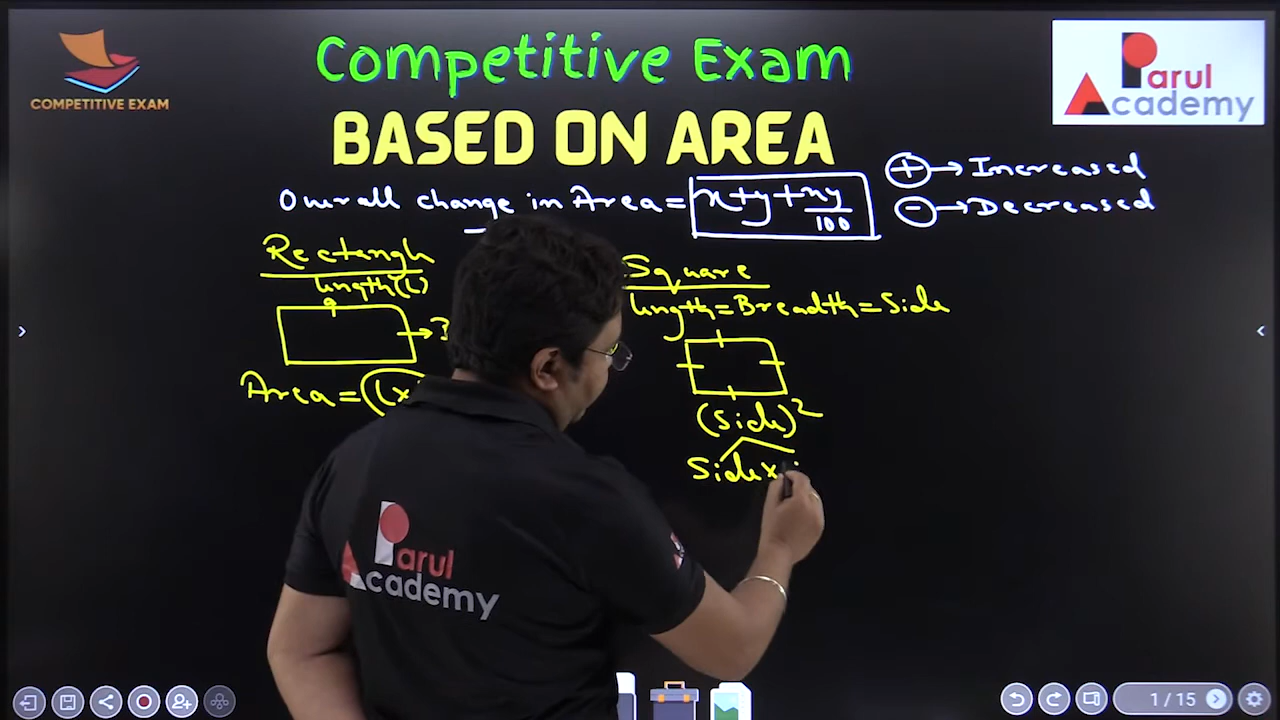 COMPETITIVE EXAM
Competitive Exam
Parul
Academy
BASED ON AREA
Overall change in Area = x+y+xy/100
+ → Increased
- → Decreased
Rectangle
length(l)
Area = (l×
Square
length = Breadth = Side
(Side)²
Side×
Parul
Academy
1 / 15